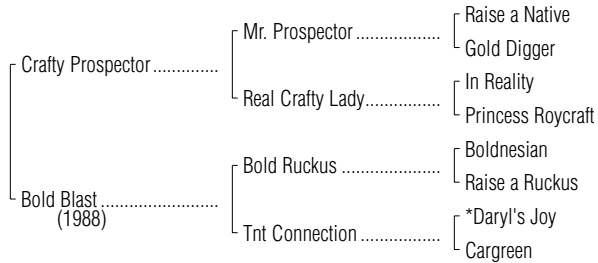 Raise a Native
Mr. Prospector ..................
Gold Digger
Crafty Prospector ..............
In Reality
Real Crafty Lady................
Princess Roycraft
Boldnesian
Bold Ruckus .....................
Raise a Ruckus
Bold Blast .........................
(1988)
*Daryl's Joy
Tnt Connection .................
Cargreen